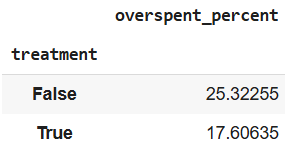 overspent_percent
treatment
False 25.32255
True 17.60635